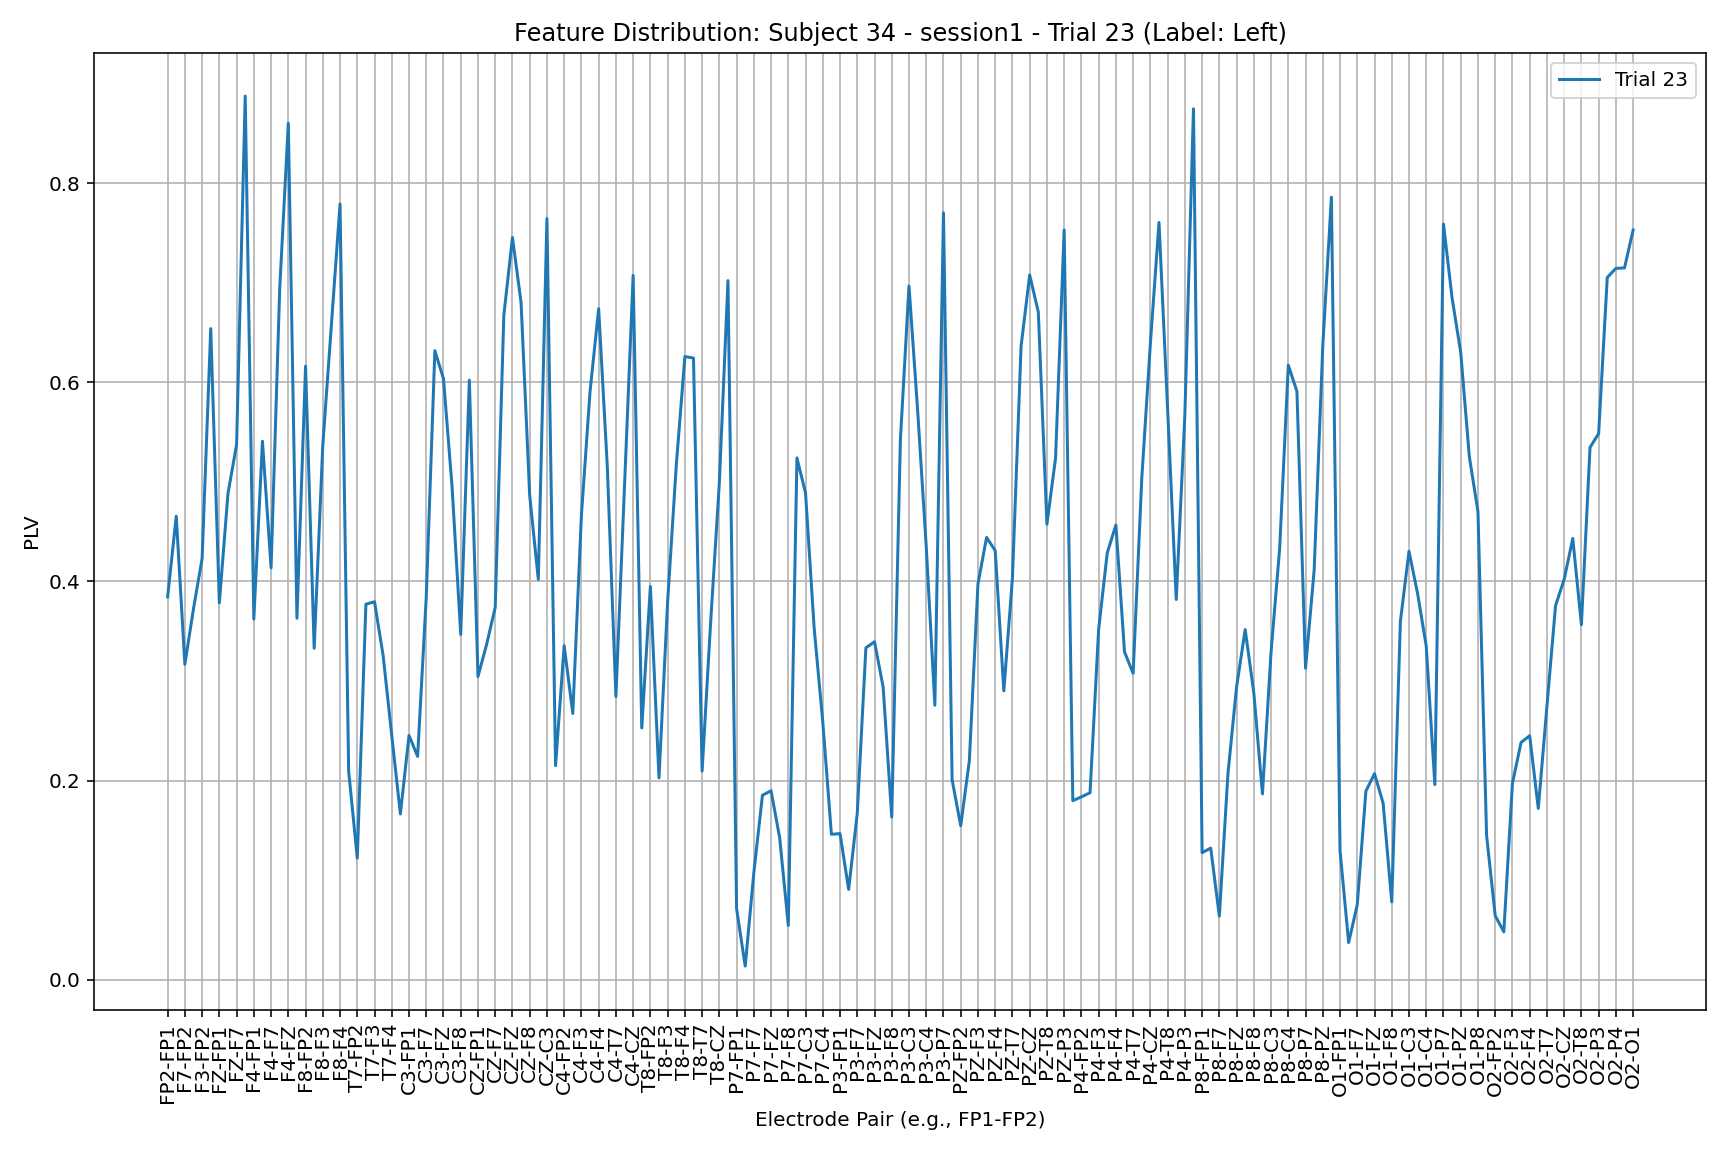 Feature Distribution: Subject 34 - session1 - Trial 23 (Label: Left)
Trial 23
PLV
0.8
0.6
0.4
0.2
0.0
FP2-FP1
F7-FP2
F3-FP2
FZ-FP1
FZ-F7
F4-FP1
F4-F7
F4-FZ
F8-FP2
F8-F3
F8-F4
T7-FP2
T7-F3
T7-F4
C3-FP1
C3-F7
C3-FZ
C3-F8
CZ-FP1
CZ-F7
CZ-FZ
CZ-F8
CZ-C3
C4-FP2
C4-F3
C4-F4
C4-T7
C4-CZ
T8-FP2
T8-F3
T8-F4
T8-T7
T8-CZ
P7-FP1
P7-F7
P7-FZ
P7-F8
P7-C3
P7-C4
P3-FP1
P3-F7
P3-FZ
P3-F8
P3-C3
P3-C4
P3-P7
PZ-FP2
PZ-F3
PZ-F4
PZ-T7
PZ-CZ
PZ-T8
PZ-P3
P4-FP2
P4-F3
P4-F4
P4-T7
P4-CZ
P4-T8
P4-P3
P8-FP1
P8-F7
P8-FZ
P8-F8
P8-C3
P8-C4
P8-P7
P8-PZ
O1-FP1
O1-F7
O1-FZ
O1-F8
O1-C3
O1-C4
O1-P7
O1-PZ
O1-P8
O2-FP2
O2-F3
O2-F4
O2-T7
O2-CZ
O2-T8
O2-P3
O2-P4
O2-O1
Electrode Pair (e.g., FP1-FP2)